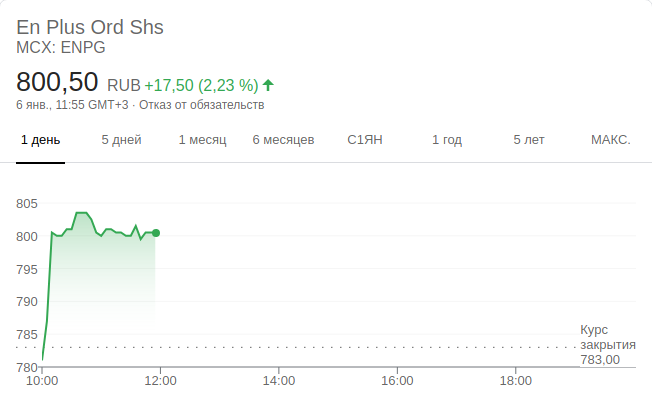 En Plus Ord Shs
MCX: ENPG
800,50 RUB +17,50 (2,23 %)
6 янв., 11:55 GMT+3 · Отказ от обязательств
1 день 5 дней 1 месяц 6 месяцев С1ЯН 1 год 5 лет МАКС.
805
800
795
790
785
780
Курс
закрытия
783,00
10:00 12:00 14:00 16:00 18:00